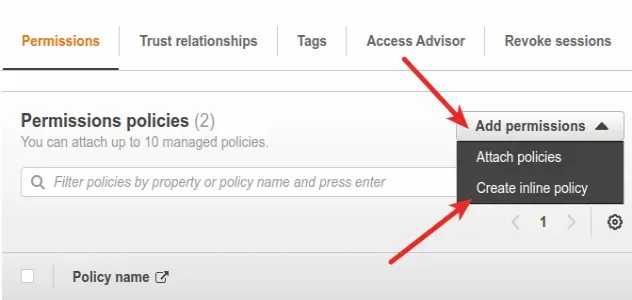 Permissions Trust relationships Tags Access Advisor Revoke sessions
Permissions policies (2)
You can attach up to 10 managed policies.
Add permissions
Attach policies
Create inline policy
Filter policies by property or policy name and press enter
1
Policy name